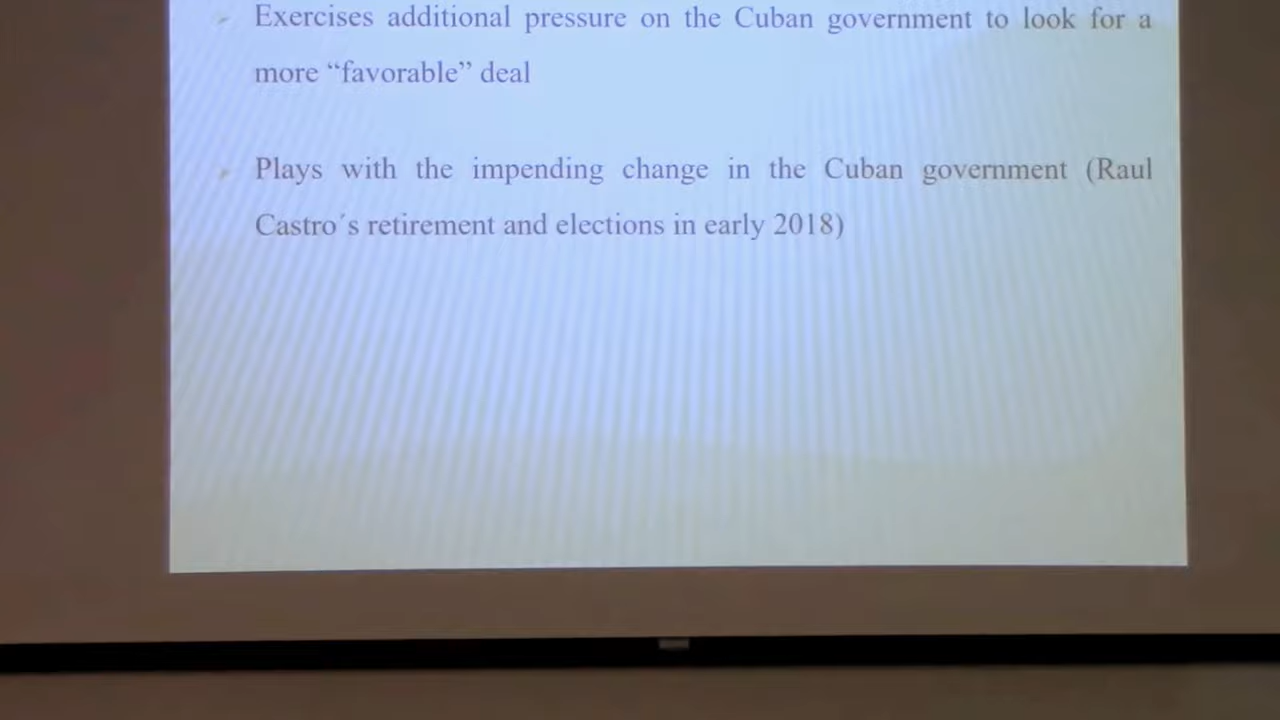 Exercises additional pressure on the Cuban government to look for a
more “favorable” deal
Plays with the impending change in the Cuban government (Raul
Castro´s retirement and elections in early 2018)